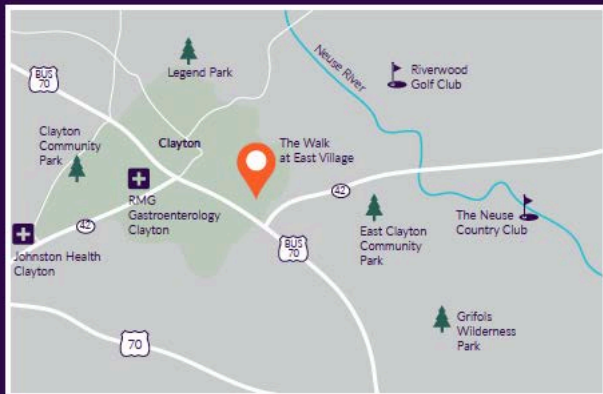 BUS
70
Legend Park
Neuse River
Riverwood
Golf Club
Clayton
Community
Park
Clayton
The Walk
at East Village
RMG
Gastroenterology
Clayton
42
42
Johnston Health
Clayton
BUS
70
East Clayton
Community
Park
The Neuse
Country Club
70
Grifols
Wilderness
Park